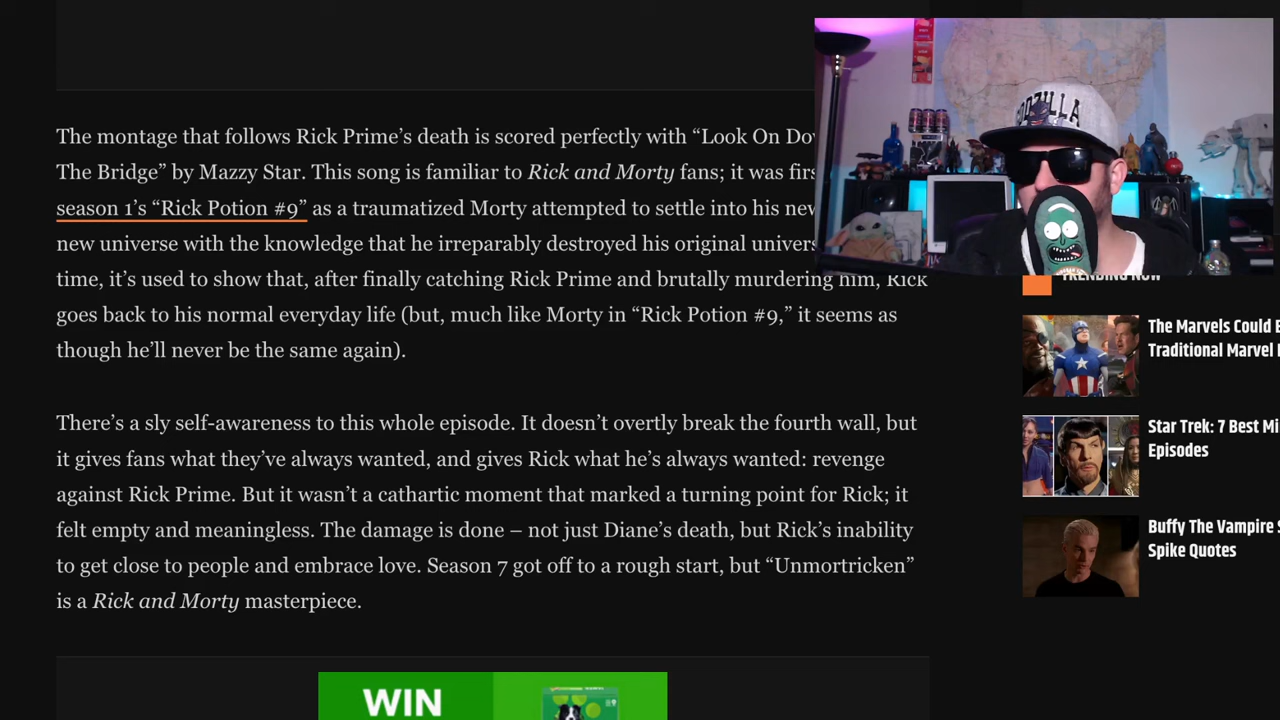 The montage that follows Rick Prime’s death is scored perfectly with “Look On
The Bridge” by Mazzy Star. This song is familiar to Rick and Morty fans; it was
season 1’s “Rick Potion #9” as a traumatized Morty attempted to settle into his
new universe with the knowledge that he irreparably destroyed his original
time, it’s used to show that, after finally catching Rick Prime and brutally murdering him, Rick
goes back to his normal everyday life (but, much like Morty in “Rick Potion #9,” it seems as
though he’ll never be the same again).
There’s a sly self-awareness to this whole episode. It doesn’t overtly break the fourth wall, but
it gives fans what they’ve always wanted, and gives Rick what he’s always wanted: revenge
against Rick Prime. But it wasn’t a cathartic moment that marked a turning point for Rick; it
felt empty and meaningless. The damage is done – not just Diane’s death, but Rick’s inability
to get close to people and embrace love. Season 7 got off to a rough start, but “Unmortricken”
is a Rick and Morty masterpiece.
WIN
GODZILLA
TRENDING NOW
The Marvels Could
Traditional Marvel
Star Trek: 7 Best
Episodes
Buffy The Vampire
Spike Quotes